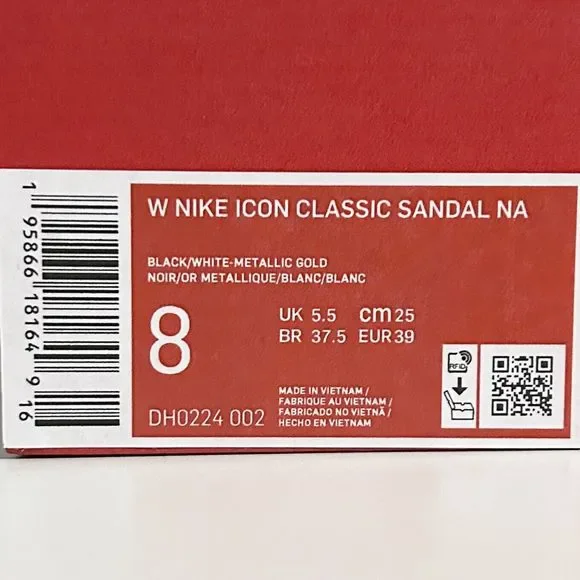 W NIKE ICON CLASSIC SANDAL NA
BLACK/WHITE-METALLIC GOLD
NOIR/OR METALLIQUE/BLANC/BLANC
8
UK 5.5 cm 25
BR 37.5 EUR 39
DH0224 002
MADE IN VIETNAM /
FABRIQUE AU VIETNAM /
FABRICADO NO VIETNÃ /
HECHO EN VIETNAM
RFID
1 95866 18164 9 16